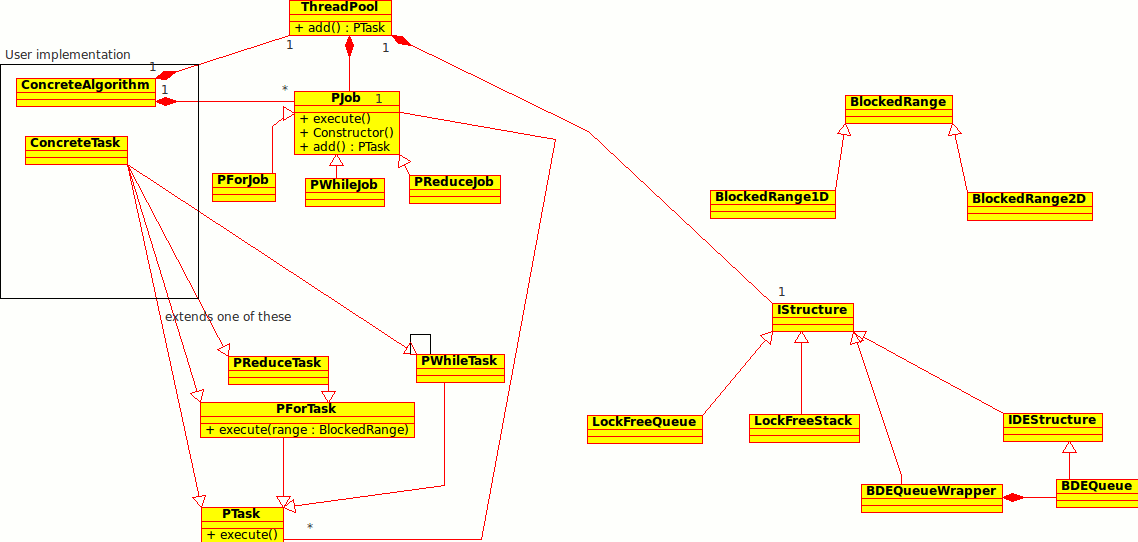 ThreadPool
+ add() : PTask
1
1
User implementation
1
ConcreteAlgorithm
1
*
PJob
1
+ execute()
+ Constructor()
+ add() : PTask
BlockedRange
ConcreteTask
PForJob
PWhileJob
PReduceJob
BlockedRange1D
BlockedRange2D
1
IStructure
extends one of these
PReduceTask
PWhileTask
PForTask
+ execute(range : BlockedRange)
LockFreeQueue
LockFreeStack
IDEStructure
BDEQueueWrapper
BDEQueue
PTask
+ execute()
*